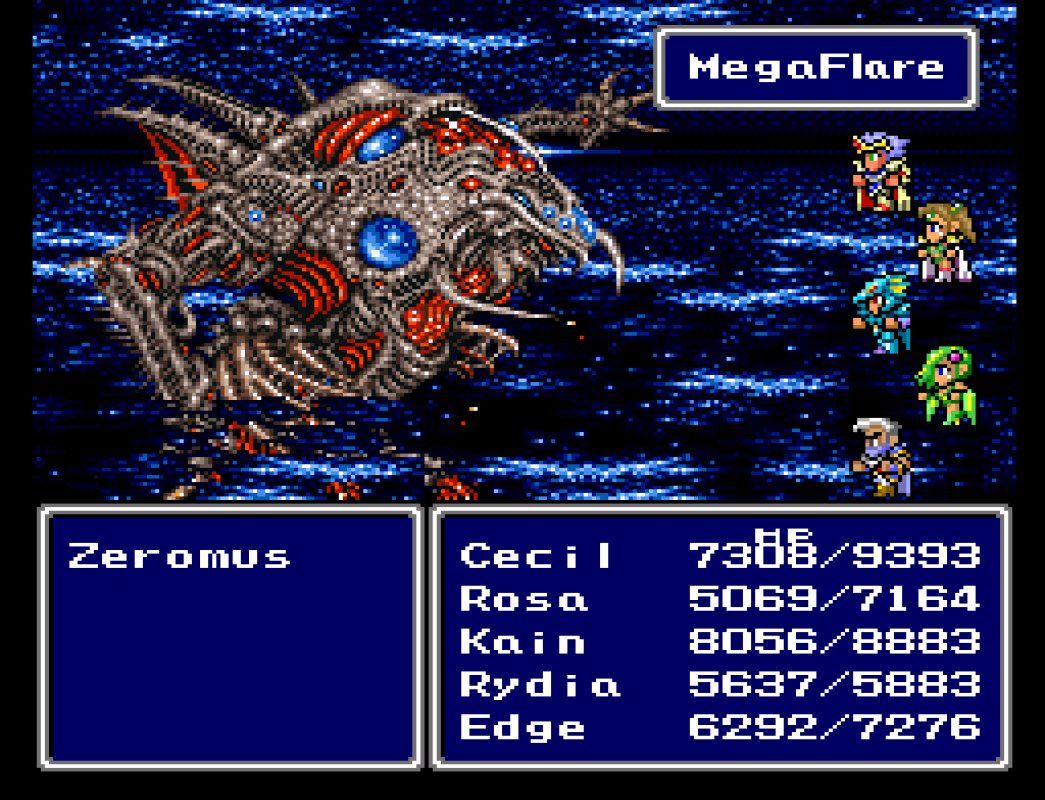 MegaFlare
Zeromus
HP
Cecil 7308/9393
Rosa 5069/7164
Kain 8056/8883
Rydia 5637/5883
Edge 6292/7276